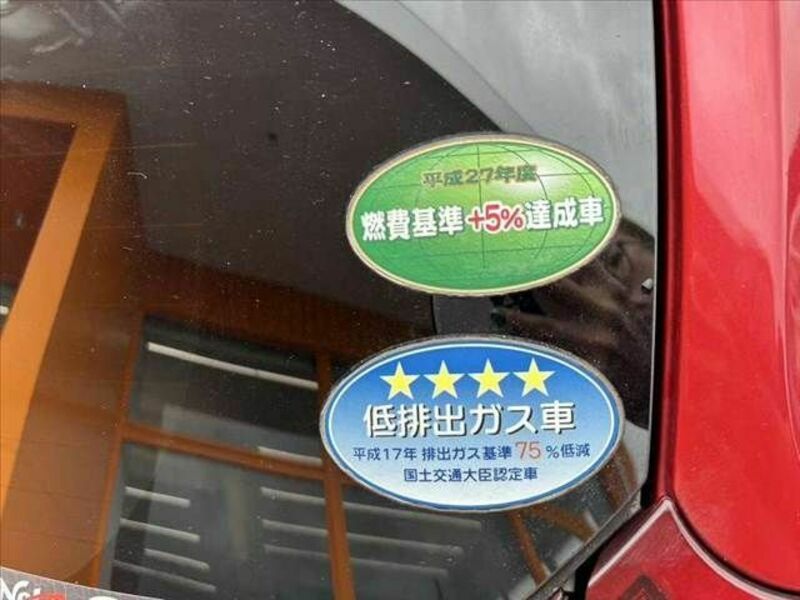 平成27年度
燃費基準+5%達成車
★★★★
低排出ガス車
平成17年 排出ガス基準75%低減
国土交通大臣認定車